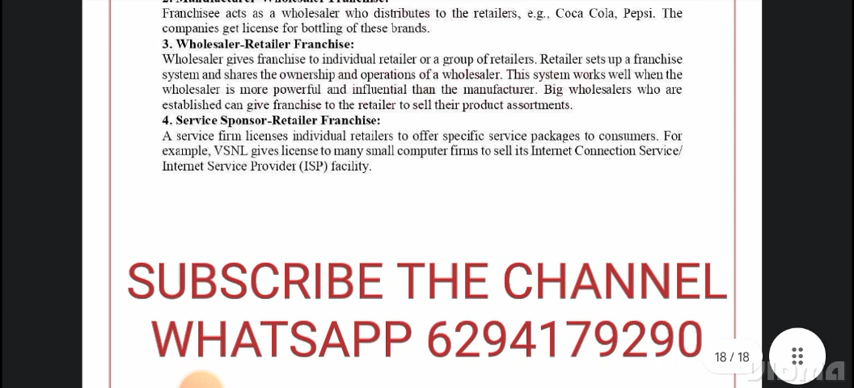 2. Manufacturer-Wholesaler Franchise:
Franchisee acts as a wholesaler who distributes to the retailers, e.g., Coca Cola, Pepsi. The
companies get license for bottling of these brands.
3. Wholesaler-Retailer Franchise:
Wholesaler gives franchise to individual retailer or a group of retailers. Retailer sets up a franchise
system and shares the ownership and operations of a wholesaler. This system works well when the
wholesaler is more powerful and influential than the manufacturer. Big wholesalers who are
established can give franchise to the retailer to sell their product assortments.
4. Service Sponsor-Retailer Franchise:
A service firm licenses individual retailers to offer specific service packages to consumers. For
example, VSNL gives license to many small computer firms to sell its Internet Connection Service/
Internet Service Provider (ISP) facility.
SUBSCRIBE THE CHANNEL
WHATSAPP 6294179290
18 / 18